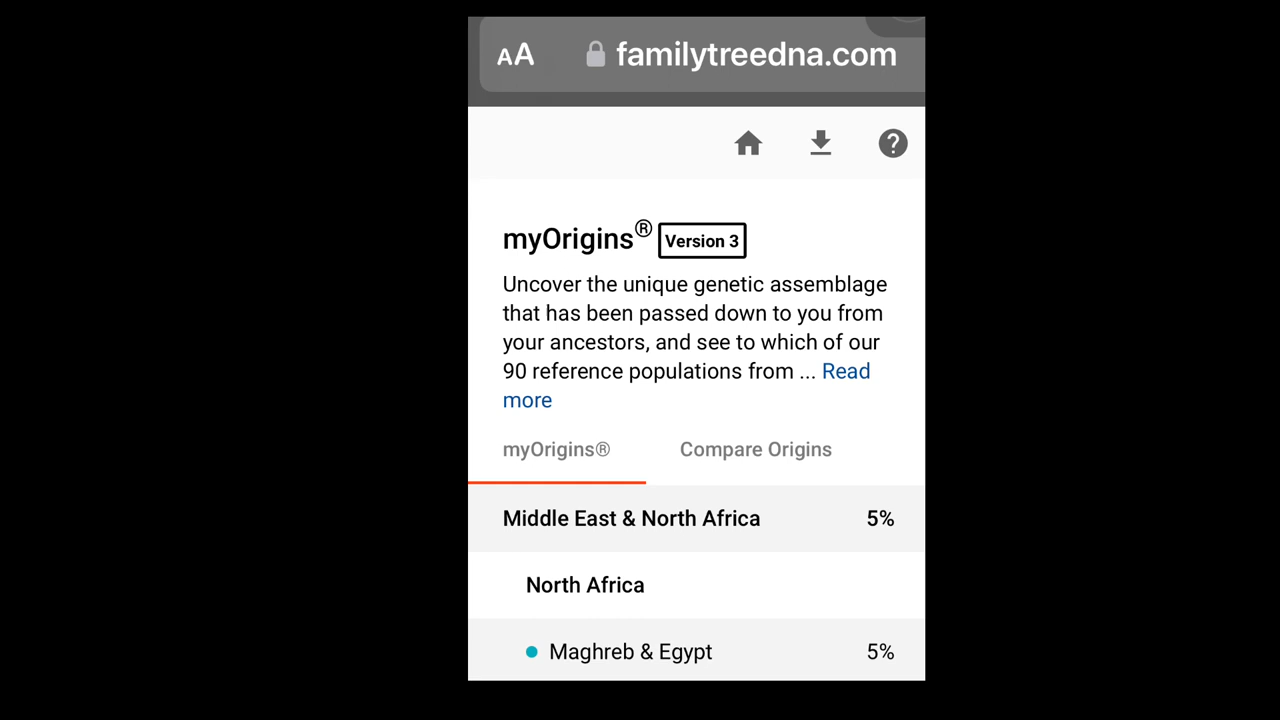 AA familytreedna.com
myOrigins® Version 3
Uncover the unique genetic assemblage
that has been passed down to you from
your ancestors, and see to which of our
90 reference populations from ... Read
more
myOrigins® Compare Origins
Middle East & North Africa 5%
North Africa
Maghreb & Egypt 5%